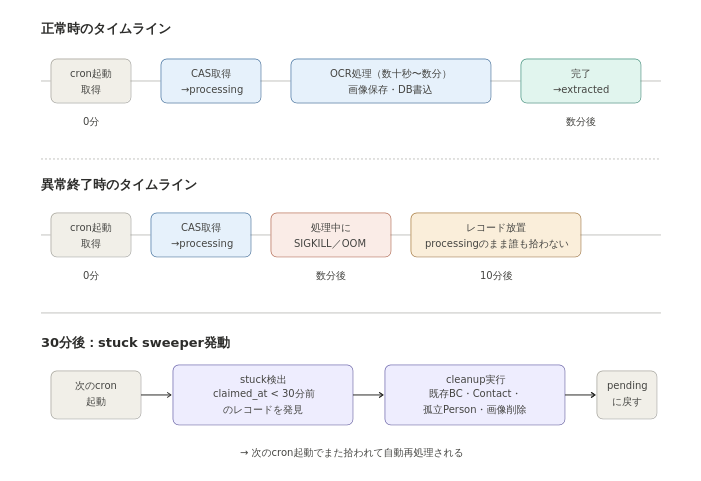 正常時のタイムライン
cron起動
取得
CAS取得
→processing
OCR処理（数十秒〜数分）
画像保存・DB書込
完了
→extracted
0分
数分後
異常終了時のタイムライン
cron起動
取得
CAS取得
→processing
処理中に
SIGKILL／OOM
レコード放置
processingのまま誰も拾わない
0分
数分後
10分後
30分後：stuck sweeper発動
次のcron
起動
stuck検出
claimed_at < 30分前
のレコードを発見
cleanup実行
既存BC・Contact・
孤立Person・画像削除
pending
に戻す
→ 次のcron起動でまた拾われて自動再処理される